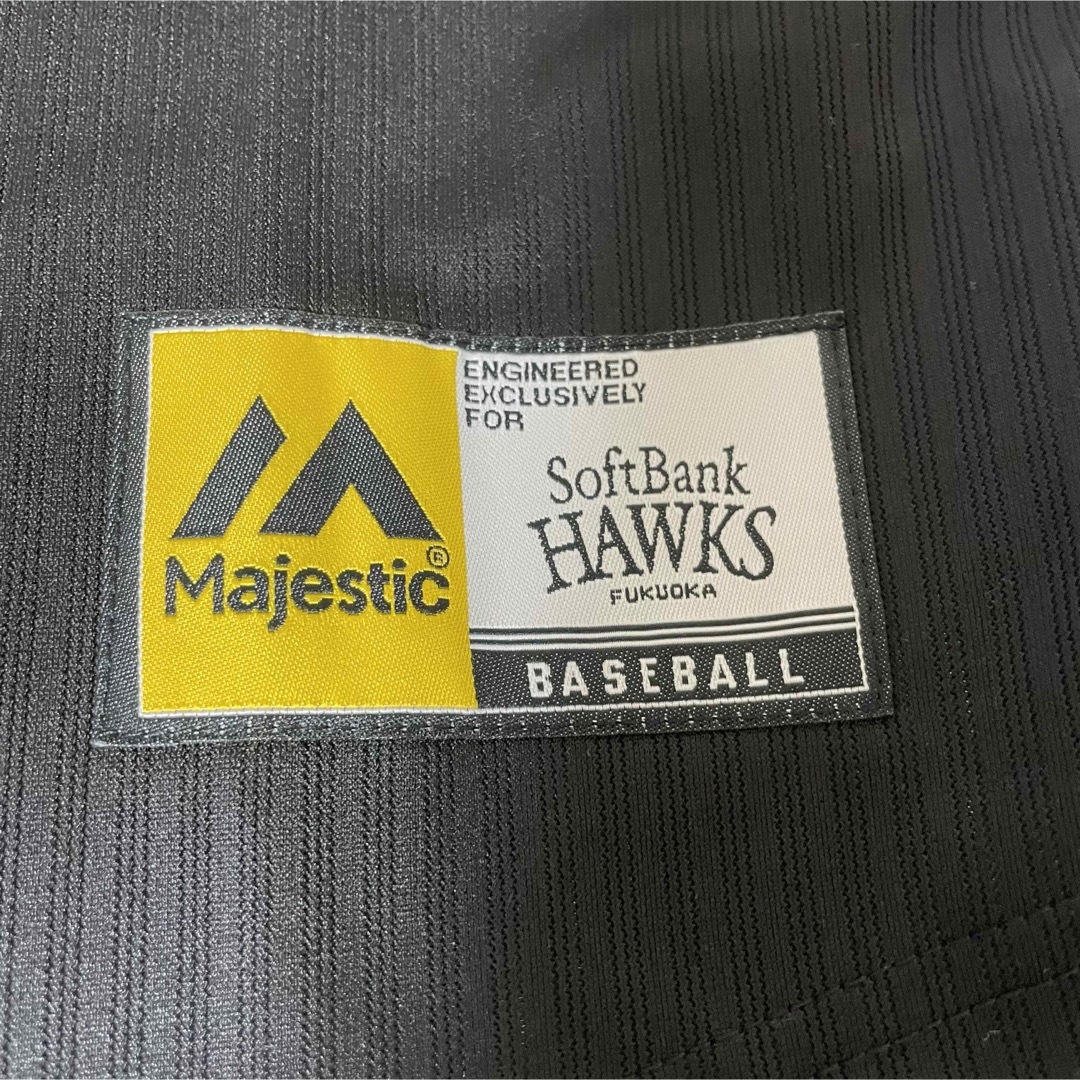 Majestic®
ENGINEERED
EXCLUSIVELY
FOR
SoftBank
HAWKS
FUKUOKA
BASEBALL